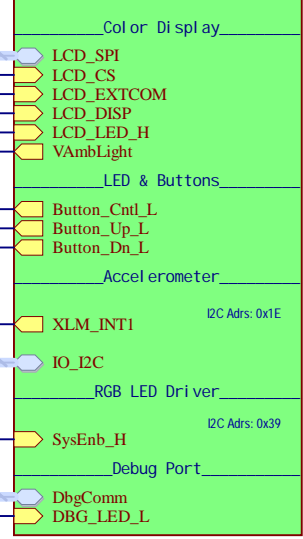 Color Display
LCD_SPI
LCD_CS
LCD_EXTCOM
LCD_DISP
LCD_LED_H
VAmbLight
LED & Buttons
Button_Cntl_L
Button_Up_L
Button_Dn_L
Accelerometer
I2C Adrs: 0x1E
XLM_INT1
IO_I2C
RGB LED Driver
I2C Adrs: 0x39
SysEnb_H
Debug Port
DbgComm
DBG_LED_L